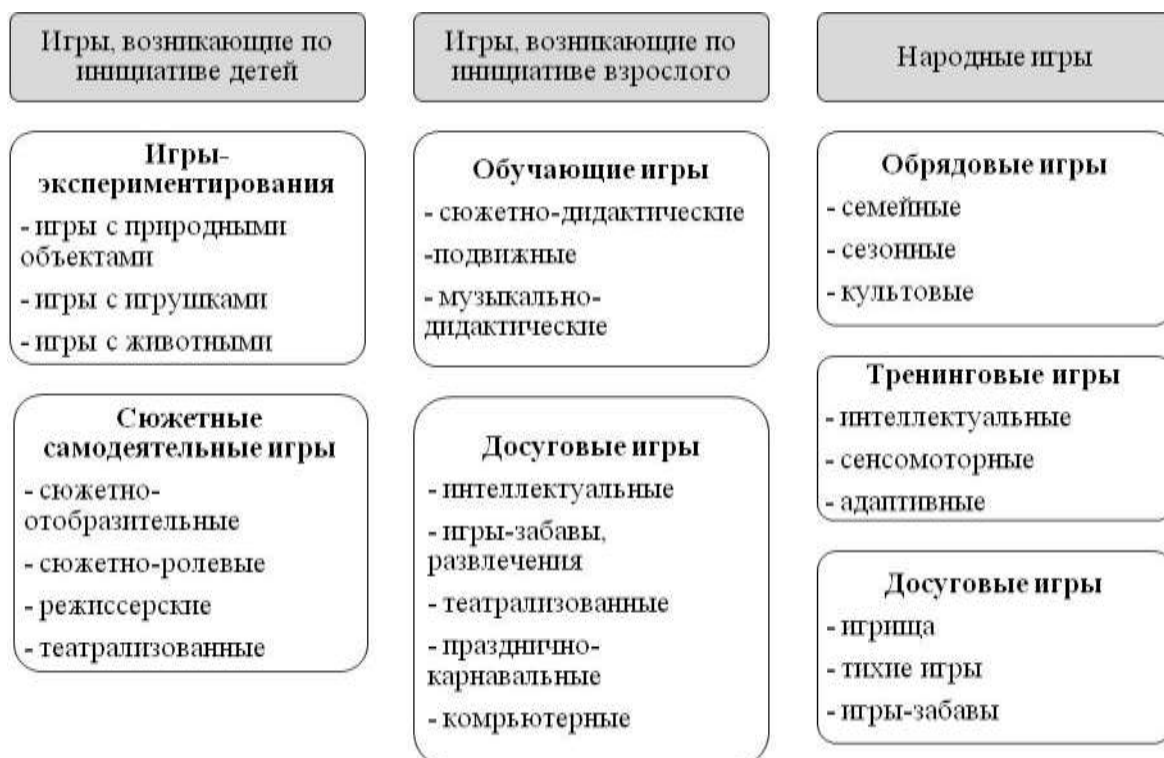 Игры, возникающие по
инициативе детей
Игры-
экспериментирования
- игры с природными
объектами
- игры с игрушками
- игры с животными
Сюжетные
самодеятельные игры
- сюжетно-
отобразительные
- сюжетно-ролевые
- режиссерские
- театрализованные
Игры, возникающие по
инициативе взрослого
Обучающие игры
- сюжетно-дидактические
-подвижные
- музыкально-
дидактические
Досуговые игры
- интеллектуальные
- игры-забавы,
развлечения
- театрализованные
- празднично-
карнавальные
- комрьютерные
Народные игры
Обрядовые игры
- семейные
- сезонные
- культовые
Тренинговые игры
- интеллектуальные
- сенсомоторные
- адаптивные
Досуговые игры
- игрища
- тихие игры
- игры-забавы